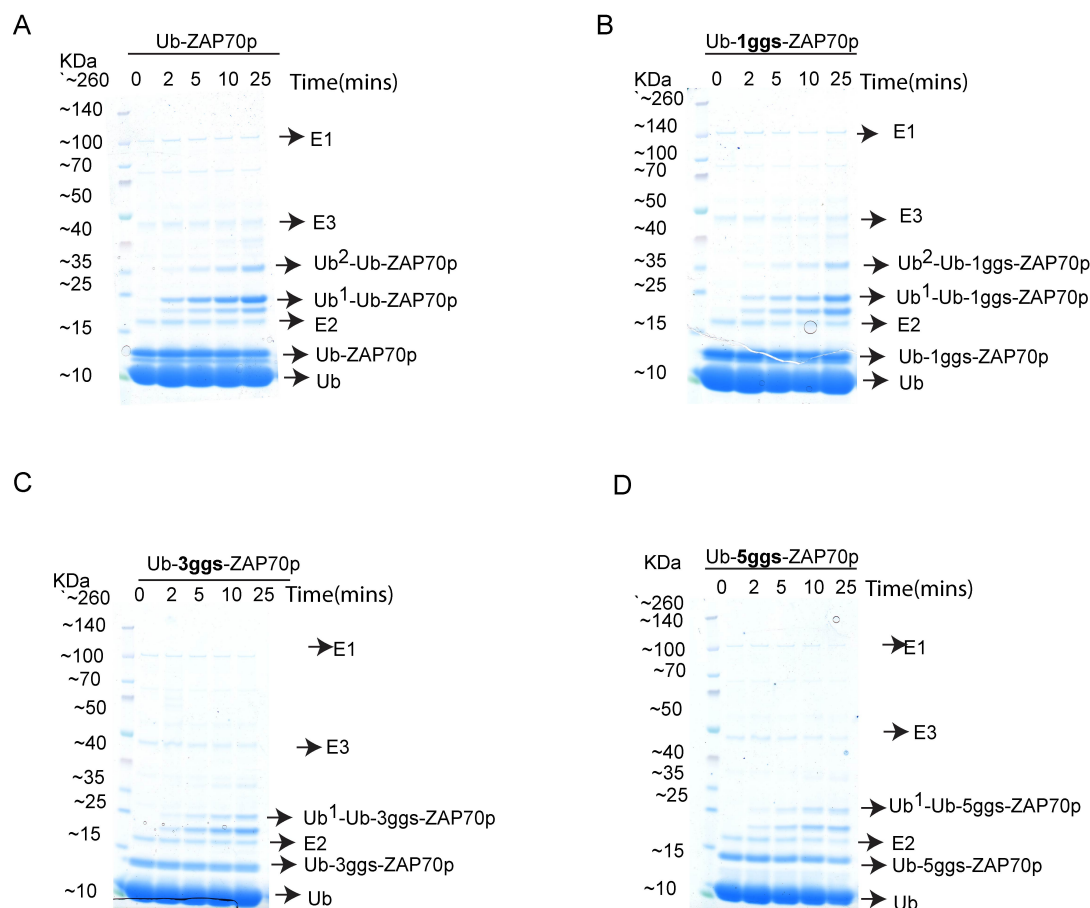 A
Ub-ZAP70p
KDa
`~260 0 2 5 10 25 Time(mins)
~140
~100
~70
~50
~40
~35
~25
~15
~10
E1
E3
Ub2-Ub-ZAP70p
Ub1-Ub-ZAP70p
E2
Ub-ZAP70p
Ub
B
Ub-1ggs-ZAP70p
KDa 0 2 5 10 25 Time(mins)
`~260
~140
~100
~70
~50
~40
~35
~25
~15
~10
E1
E3
Ub2-Ub-1ggs-ZAP70p
Ub1-Ub-1ggs-ZAP70p
E2
Ub-1ggs-ZAP70p
Ub
C
Ub-3ggs-ZAP70p
KDa
`~260 0 2 5 10 25 Time(mins)
~140
~100
~70
~50
~40
~35
~25
~15
~10
E1
E3
Ub1-Ub-3ggs-ZAP70p
E2
Ub-3ggs-ZAP70p
Ub
D
Ub-5ggs-ZAP70p
KDa
0 2 5 10 25 Time(mins)
`~260
~140
~100
~70
~50
~40
~35
~25
~15
~10
E1
E3
Ub1-Ub-5ggs-ZAP70p
E2
Ub-5ggs-ZAP70p
Ub